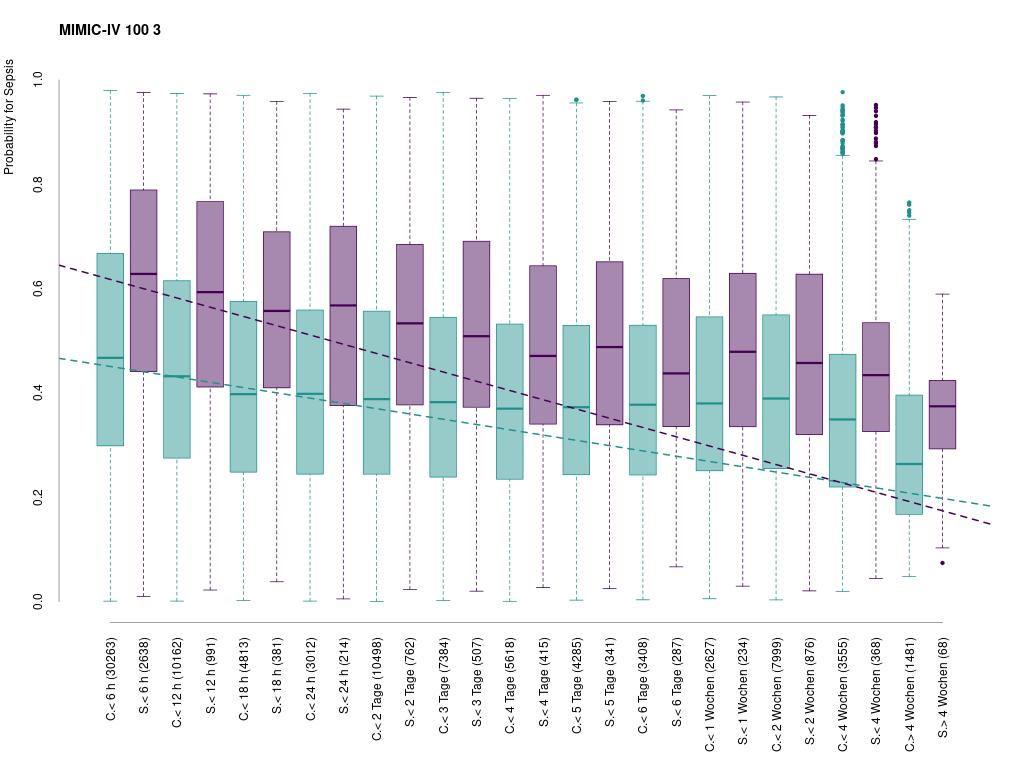 MIMIC-IV 100 3
Probability for Sepsis
1.0
0.8
0.6
0.4
0.2
0.0
C.< 6 h (30263)
S.< 6 h (2638)
C.< 12 h (10162)
S.< 12 h (991)
C.< 18 h (4813)
S.< 18 h (381)
C.< 24 h (3012)
S.< 24 h (214)
C.< 2 Tage (10498)
S.< 2 Tage (762)
C.< 3 Tage (7384)
S.< 3 Tage (507)
C.< 4 Tage (5618)
S.< 4 Tage (415)
C.< 5 Tage (4285)
S.< 5 Tage (341)
C.< 6 Tage (3408)
S.< 6 Tage (287)
C.< 1 Wochen (2627)
S.< 1 Wochen (234)
C.< 2 Wochen (7999)
S.< 2 Wochen (876)
C.< 4 Wochen (3555)
S.< 4 Wochen (368)
C.> 4 Wochen (1481)
S.> 4 Wochen (68)